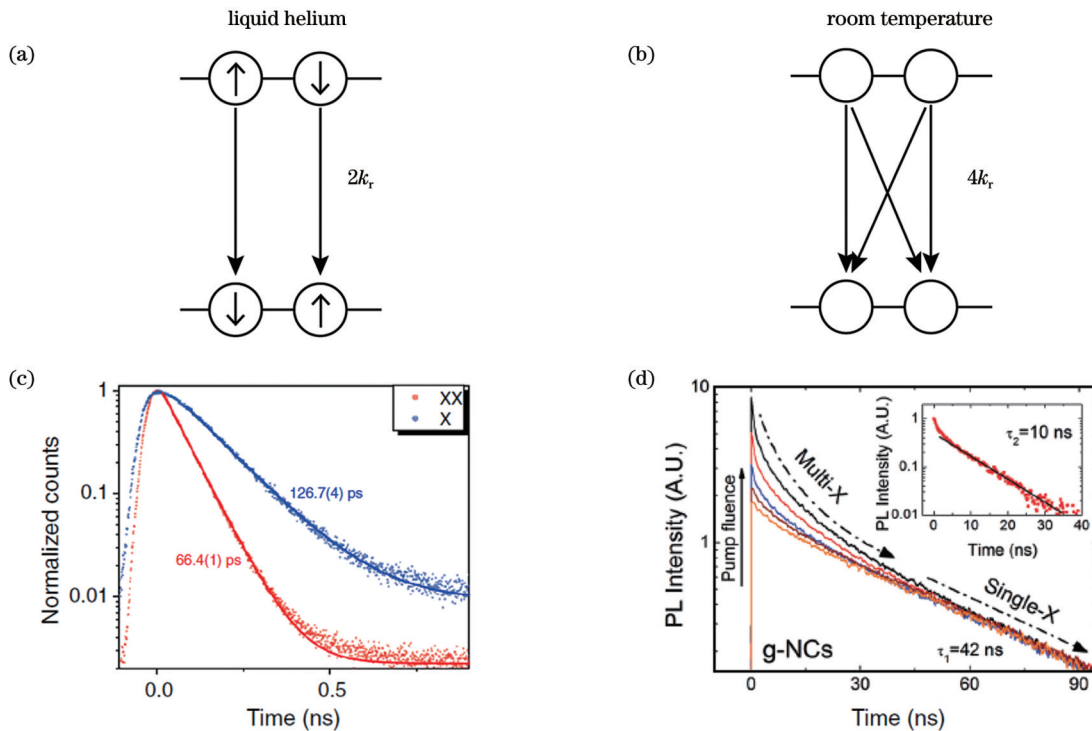 liquid helium
room temperature
(a)
(b)
2kᵣ
4kᵣ
(c)
(d)
XX
X
126.7(4) ps
66.4(1) ps
Normalized counts
1
0.1
0.01
0.0
0.5
Time (ns)
PL Intensity (A.U.)
10
1
Pump fluence
Multi-X
Single-X
g-NCs
τ₁=42 ns
0
30
60
90
Time (ns)
PL Intensity (A.U.)
1
0.1
0.01
τ₂=10 ns
0
10
20
30
40
Time (ns)